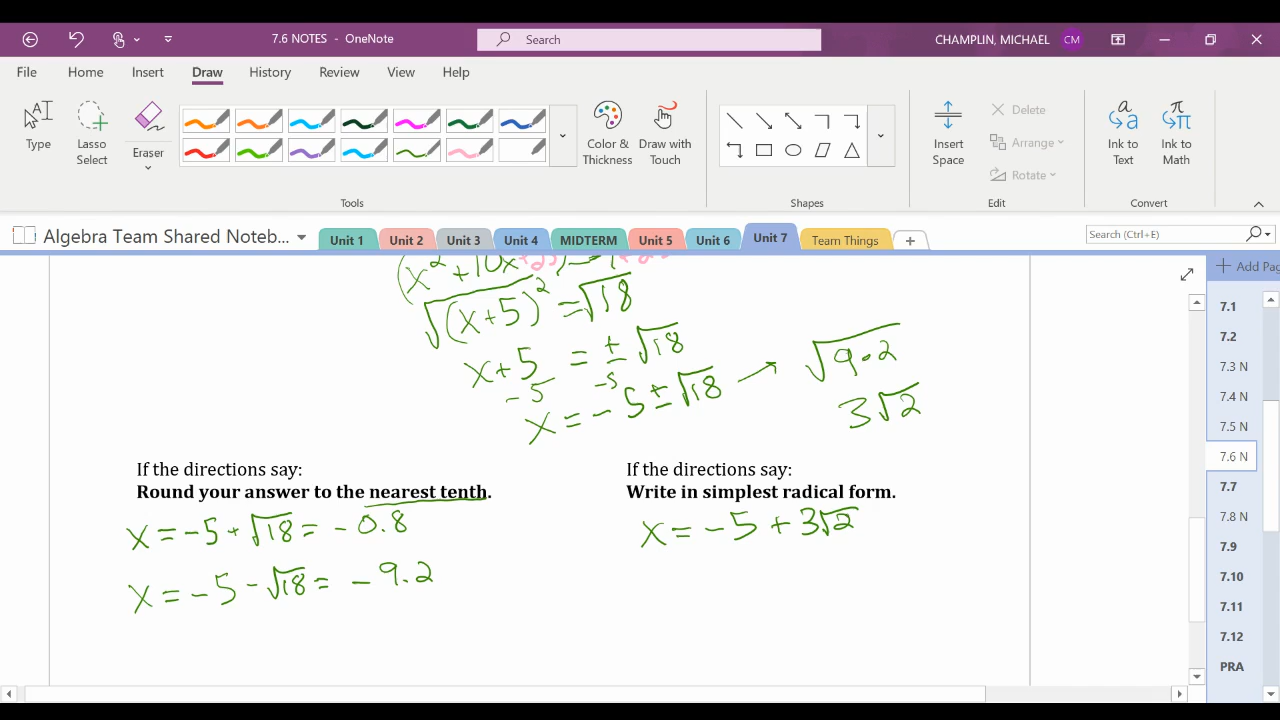 7.6 NOTES - OneNote
Search
CHAMPLIN, MICHAEL CM
File Home Insert Draw History Review View Help
Type
Lasso Select
Eraser
Color & Thickness
Draw with Touch
Insert Space
Delete
Arrange
Rotate
Ink to Text
Ink to Math
Tools
Shapes
Edit
Convert
Algebra Team Shared Noteb...
Unit 1 Unit 2 Unit 3 Unit 4 MIDTERM Unit 5 Unit 6 Unit 7 Team Things +
Search (Ctrl+E)
+ Add Pag
7.1
7.2
7.3 N
7.4 N
7.5 N
7.6 N
7.7
7.8 N
7.9
7.10
7.11
7.12
PRA
√(x+5)² = √18
x+5 = ±√18
-5 -5
x = -5 ± √18 → √9·2
3√2
If the directions say:
Round your answer to the nearest tenth.
x = -5 + √18 = -0.8
x = -5 - √18 = -9.2
If the directions say:
Write in simplest radical form.
x = -5 + 3√2